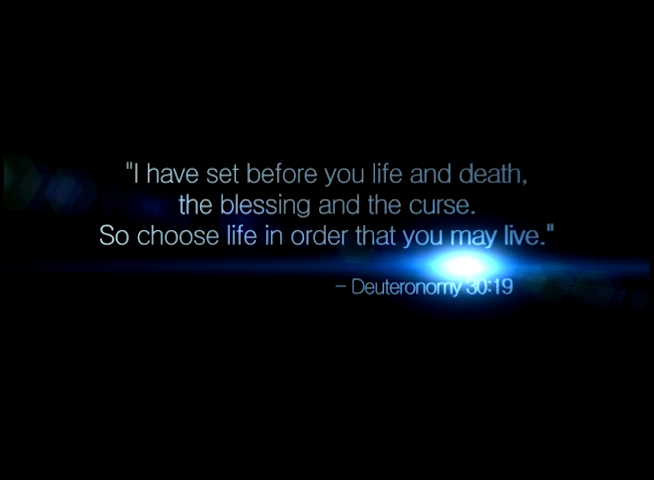 "I have set before you life and death,
the blessing and the curse.
So choose life in order that you may live."
– Deuteronomy 30:19